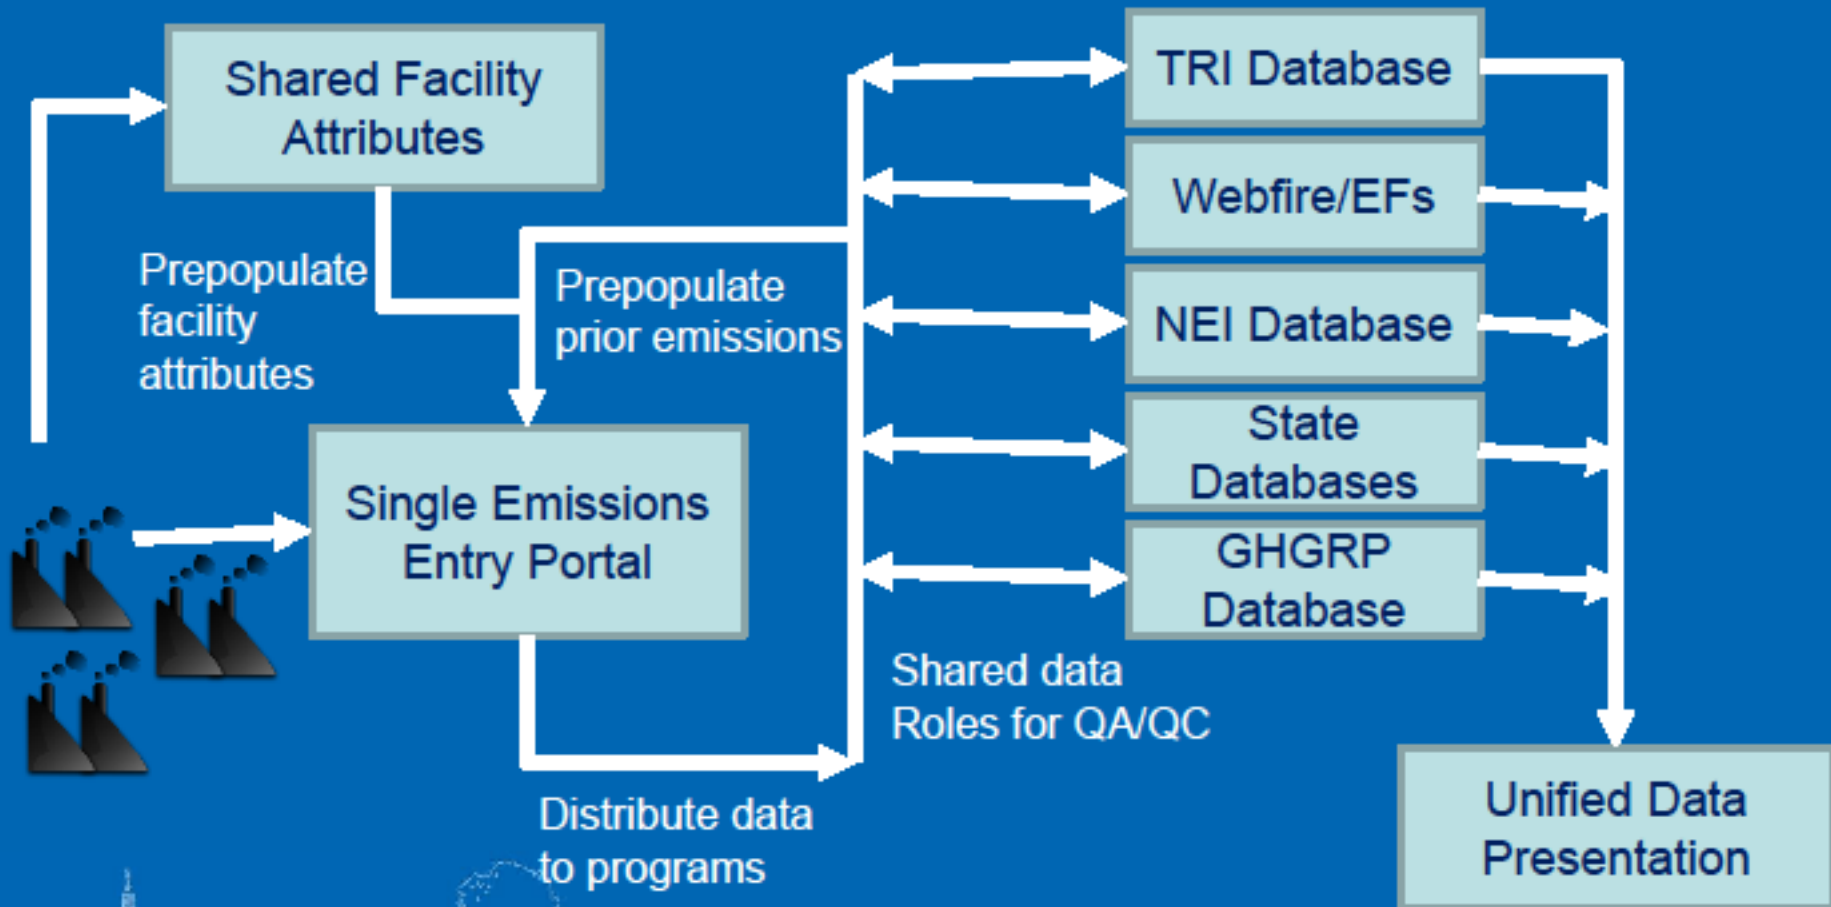 Shared Facility
Attributes
Prepopulate
facility
attributes
Prepopulate
prior emissions
Single Emissions
Entry Portal
Distribute data
to programs
TRI Database
Webfire/EFs
NEI Database
State
Databases
GHGRP
Database
Shared data
Roles for QA/QC
Unified Data
Presentation